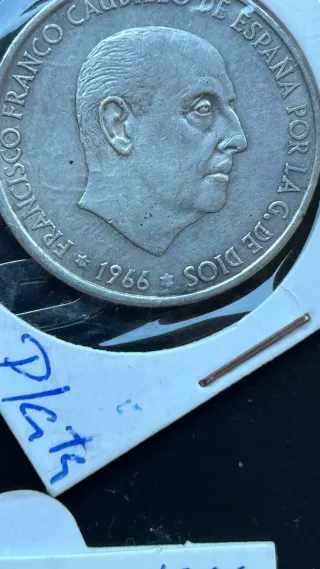 FRANCISCO FRANCO CAUDILLO DE ESPAÑA POR LA G. DE DIOS
★ 1966 ★
Plata